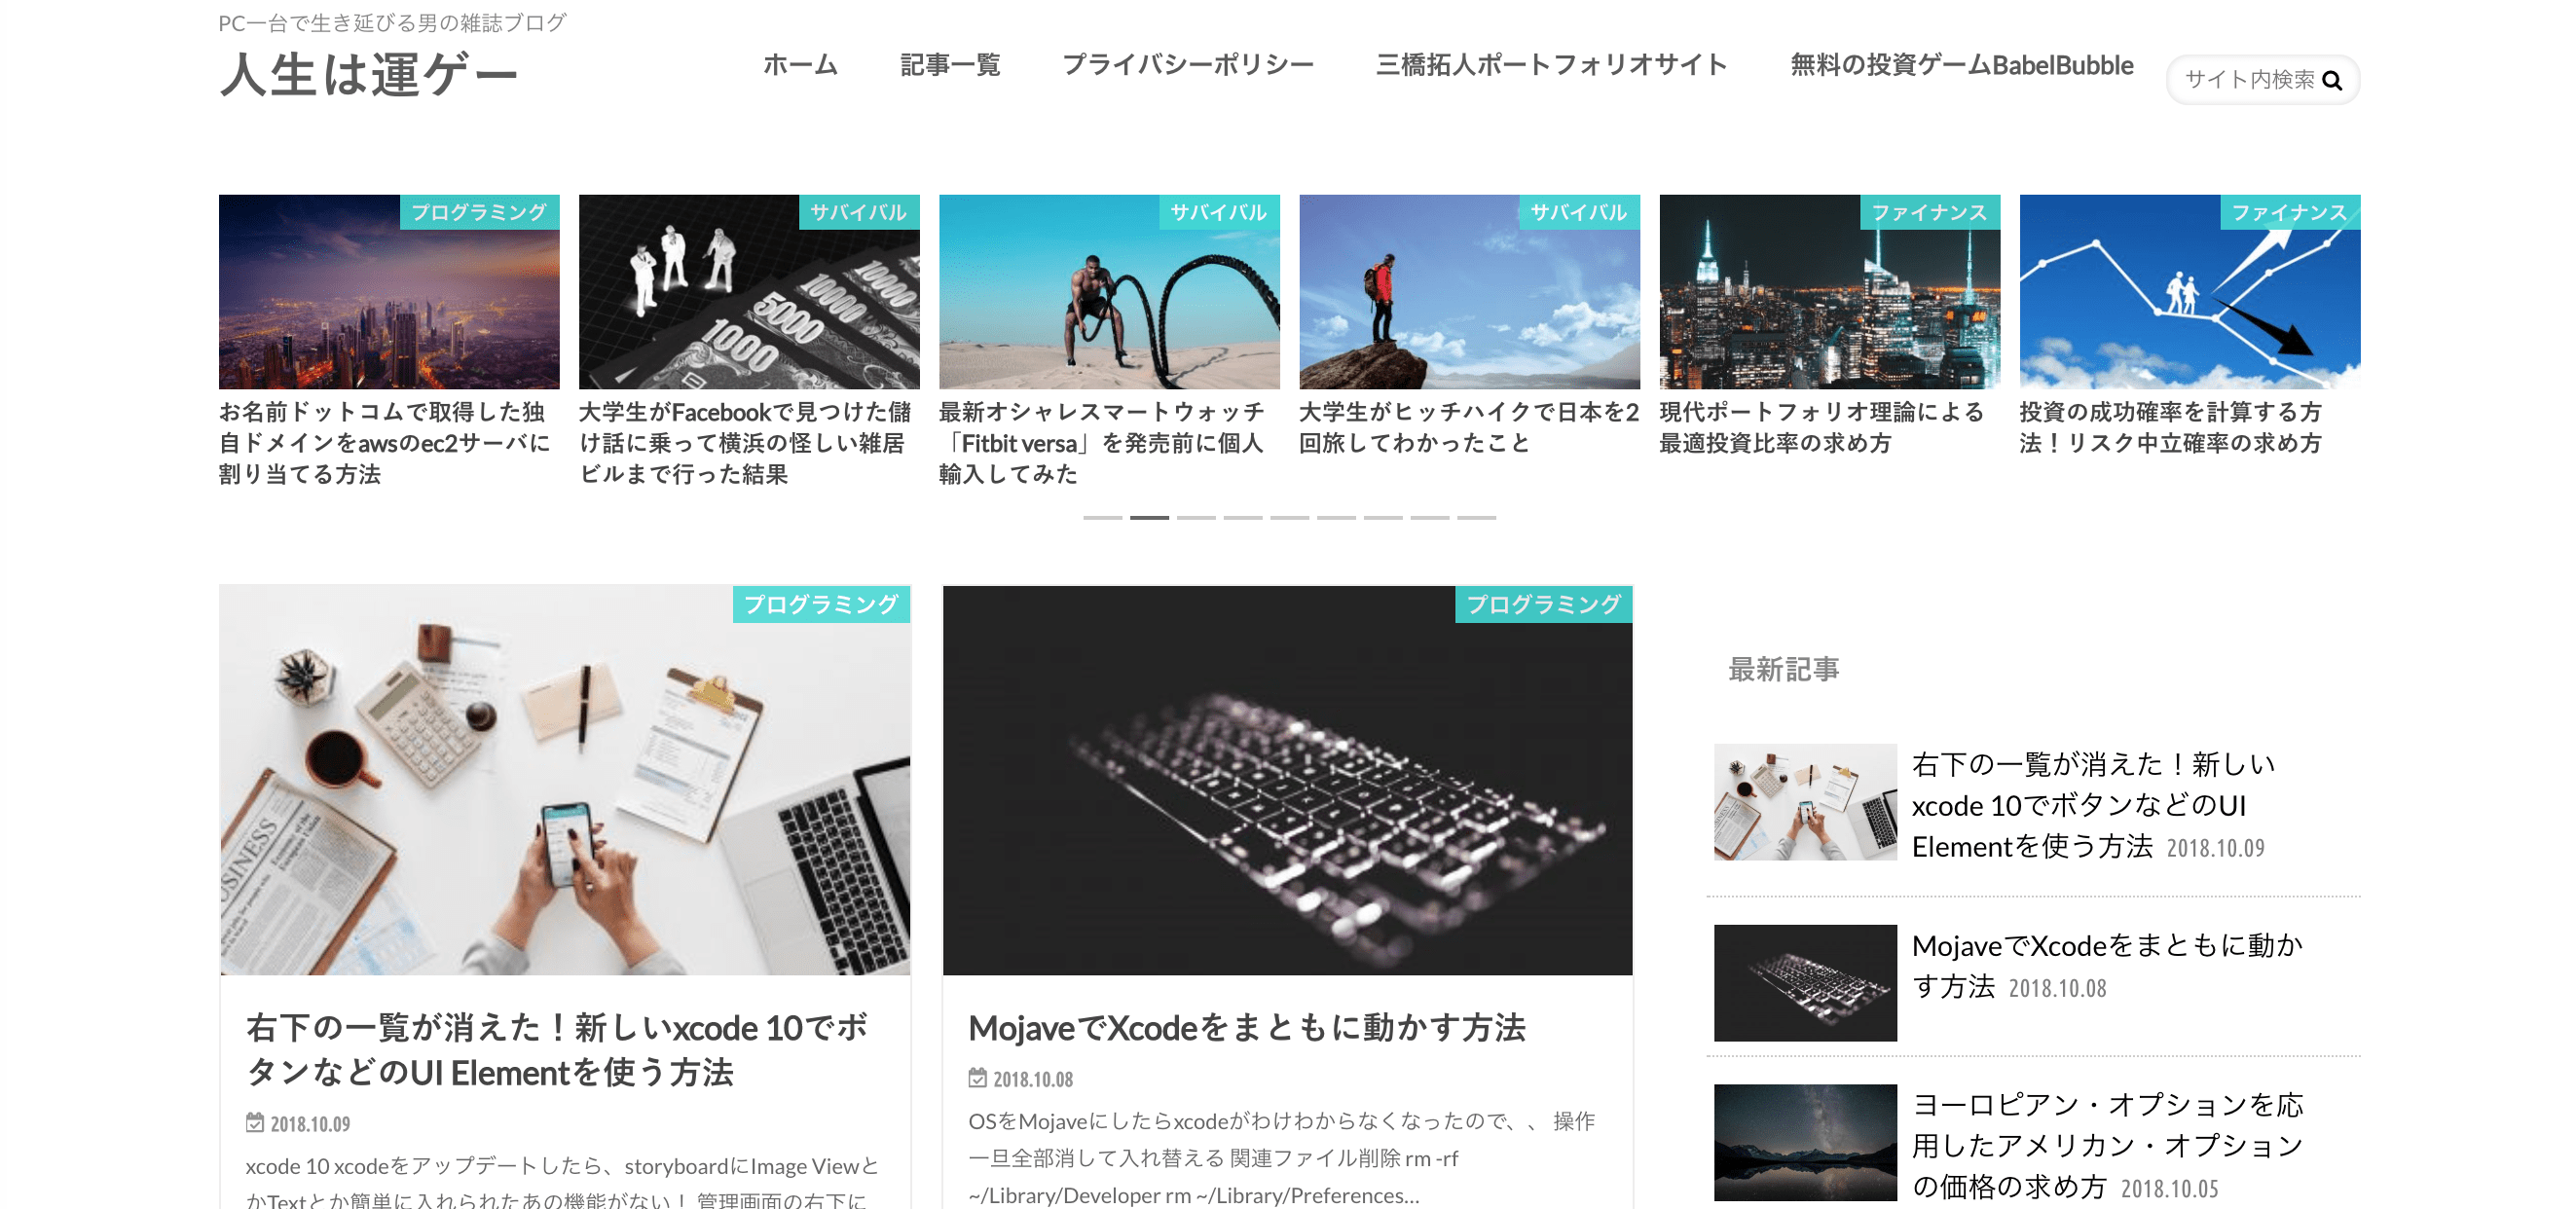 PC一台で生き延びる男の雑誌ブログ
人生は運ゲー
ホーム
記事一覧
プライバシーポリシー
三橋拓人ポートフォリオサイト
無料の投資ゲームBabelBubble
サイト内検索
プログラミング
お名前ドットコムで取得した独
自ドメインをawsのec2サーバに
割り当てる方法
サバイバル
1000
5000
10000
10000
大学生がFacebookで見つけた儲
け話に乗って横浜の怪しい雑居
ビルまで行った結果
サバイバル
最新オシャレスマートウォッチ
「Fitbit versa」を発売前に個人
輸入してみた
サバイバル
大学生がヒッチハイクで日本を2
回旅してわかったこと
ファイナンス
現代ポートフォリオ理論による
最適投資比率の求め方
ファイナンス
投資の成功確率を計算する方
法！リスク中立確率の求め方
プログラミング
右下の一覧が消えた！新しいxcode 10でボ
タンなどのUI Elementを使う方法
2018.10.09
xcode 10 xcodeをアップデートしたら、storyboardにImage Viewと
かTextとか簡単に入れられたあの機能がない！ 管理画面の右下に
プログラミング
MojaveでXcodeをまともに動かす方法
2018.10.08
OSをMojaveにしたらxcodeがわけわからなくなったので、、 操作
一旦全部消して入れ替える 関連ファイル削除 rm -rf
~/Library/Developer rm ~/Library/Preferences...
最新記事
右下の一覧が消えた！新しい
xcode 10でボタンなどのUI
Elementを使う方法 2018.10.09
MojaveでXcodeをまともに動か
す方法 2018.10.08
ヨーロピアン・オプションを応
用したアメリカン・オプション
の価格の求め方 2018.10.05